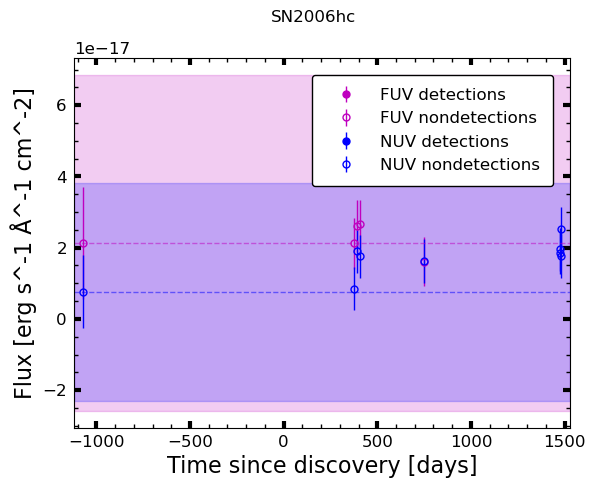 SN2006hc
1e−17
FUV detections
FUV nondetections
NUV detections
NUV nondetections
6
4
2
0
−2
Flux [erg s^-1 Å^-1 cm^-2]
−1000 −500 0 500 1000 1500
Time since discovery [days]